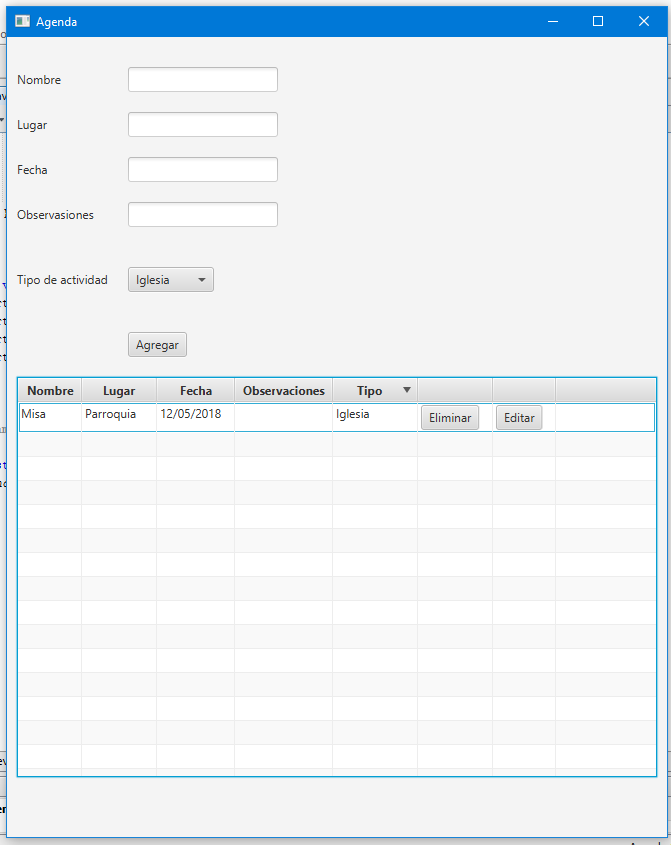 Agenda
Nombre
Lugar
Fecha
Observasiones
Tipo de actividad Iglesia
Agregar
Nombre Lugar Fecha Observaciones Tipo
Misa Parroquia 12/05/2018 Iglesia Eliminar Editar